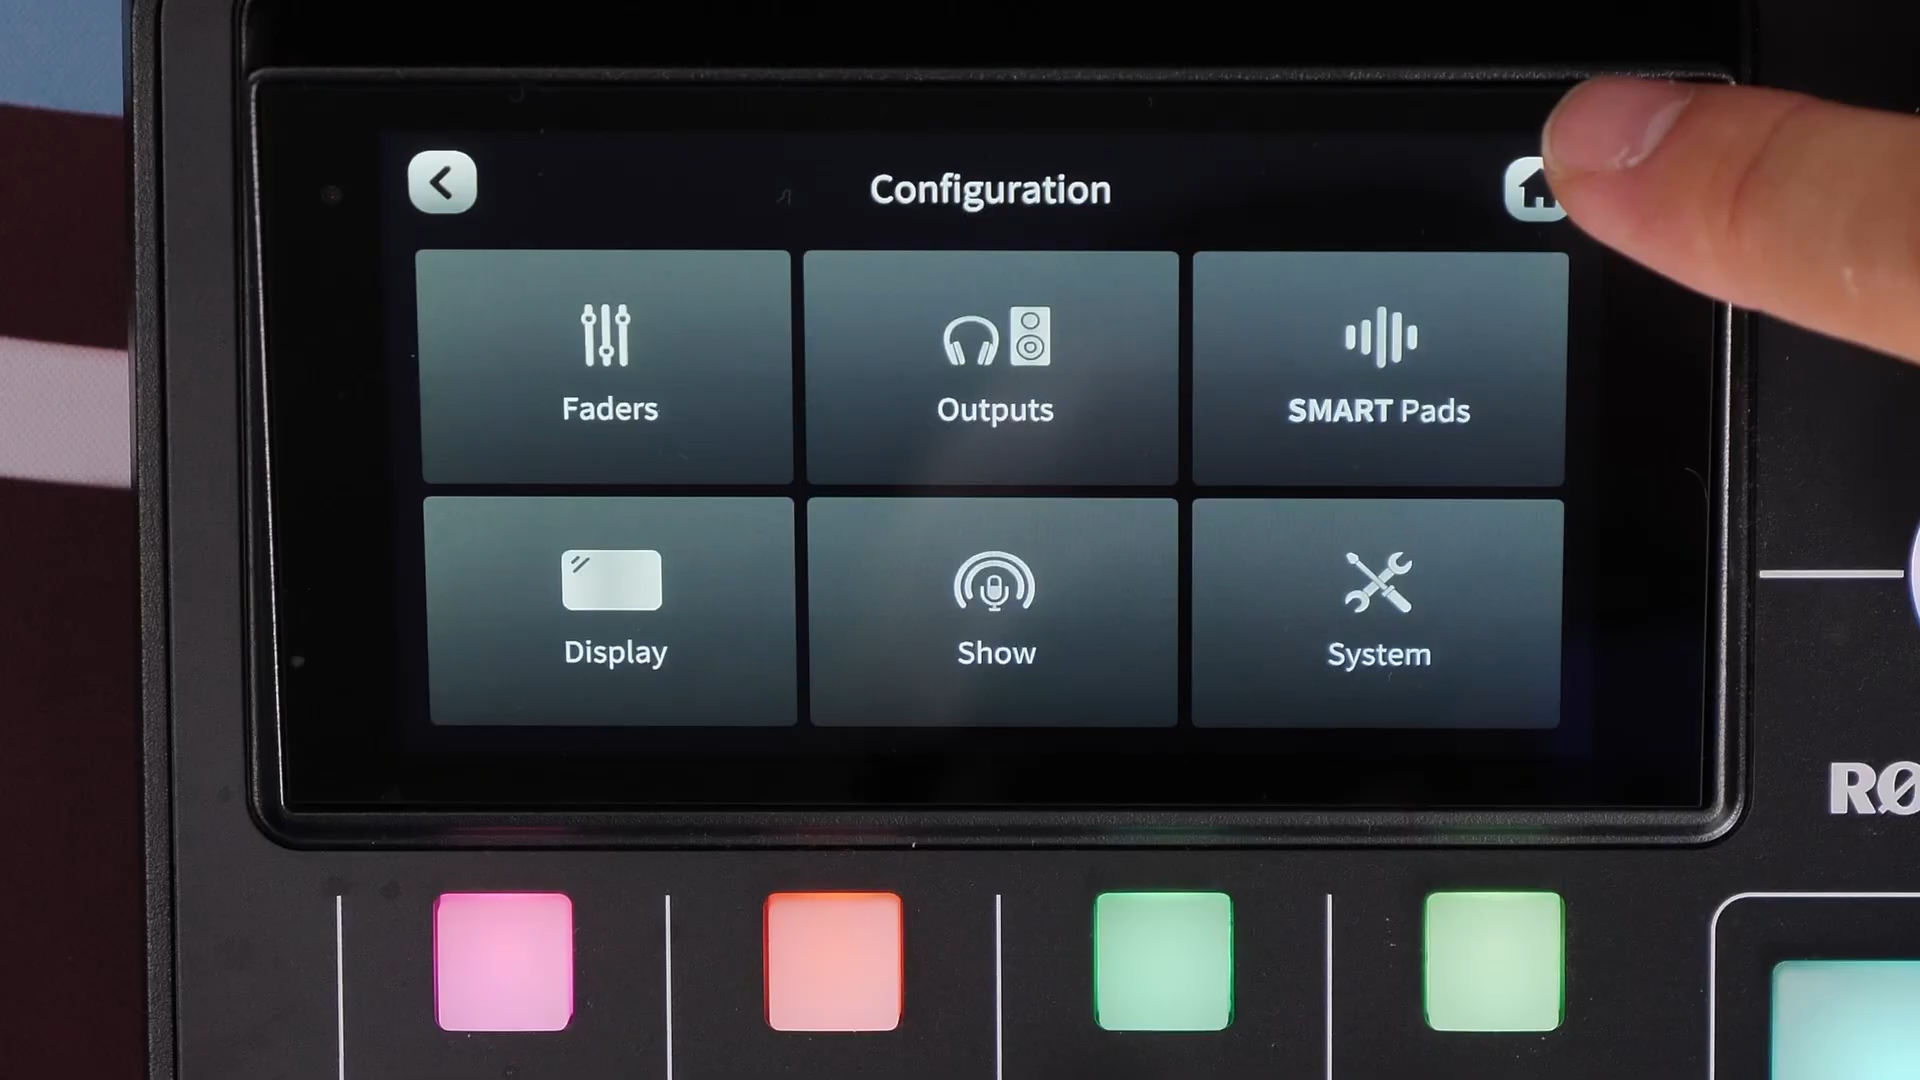 Configuration
Faders
Outputs
SMART Pads
Display
Show
System
RØ